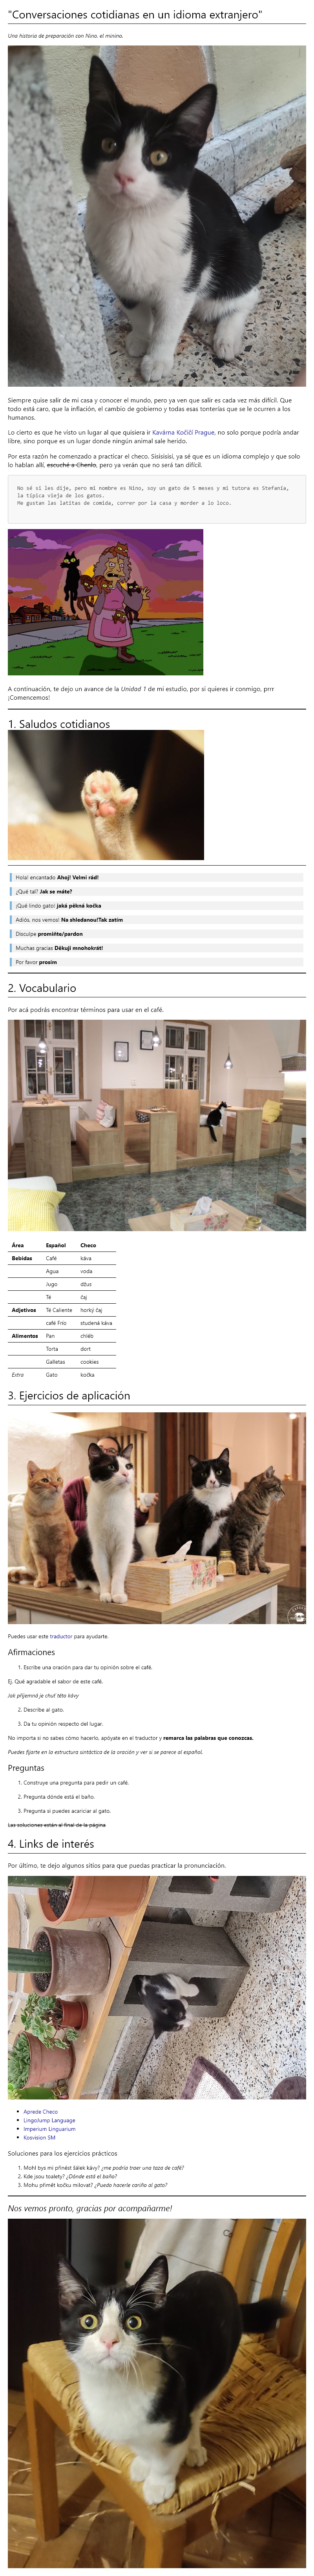 "Conversaciones cotidianas en un idioma extranjero"
Una historia de preparación con Nino, el minino.
Siempre quise salir de mi casa y conocer el mundo, pero ya ven que salir es cada vez más difícil. Que
todo está caro, que la inflación, el cambio de gobierno y todas esas tonterías que se le ocurren a los
humanos.
Lo cierto es que he visto un lugar al que quisiera ir Kavárna Kočičí Prague, no solo porque podría andar
libre, sino porque es un lugar donde ningún animal sale herido.
Por esta razón he comenzado a practicar el checo. Sisisisisi, ya sé que es un idioma complejo y que solo
lo hablan allí, escuché a Chenlo, pero ya verán que no será tan difícil.
No sé si les dije, pero mi nombre es Nino, soy un gato de 5 meses y mi tutora es Stefanía,
la típica vieja de los gatos.
Me gustan las latitas de comida, correr por la casa y morder a lo loco.
A continuación, te dejo un avance de la Unidad 1 de mi estudio, por si quieres ir conmigo, prrr
¡Comencemos!
1. Saludos cotidianos
Hola! encantado Ahoj! Velmi rád!
¿Qué tal? Jak se máte?
¡Qué lindo gato! jaká pěkná kočka
Adiós, nos vemos! Na shledanou!Tak zatím
Disculpe promiňte/pardon
Muchas gracias Děkuji mnohokrát!
Por favor prosím
2. Vocabulario
Por acá podrás encontrar términos para usar en el café.
Área Español Checo
Bebidas Café káva
Agua voda
Jugo džus
Té čaj
Adjetivos Té Caliente horký čaj
café Frío studená káva
Alimentos Pan chléb
Torta dort
Galletas cookies
Extra Gato kočka
3. Ejercicios de aplicación
Puedes usar este traductor para ayudarte.
Afirmaciones
1. Escribe una oración para dar tu opinión sobre el café.
Ej. Qué agradable el sabor de este café.
Jak příjemná je chuť této kávy
2. Describe al gato.
3. Da tu opinión respecto del lugar.
No importa si no sabes cómo hacerlo, apóyate en el traductor y remarca las palabras que conozcas.
Puedes fijarte en la estructura sintáctica de la oración y ver si se parece al español.
Preguntas
1. Construye una pregunta para pedir un café.
2. Pregunta dónde está el baño.
3. Pregunta si puedes acariciar al gato.
Las soluciones están al final de la página
4. Links de interés
Por último, te dejo algunos sitios para que puedas practicar la pronunciación.
Aprede Checo
LingoJump Language
Imperium Linguarium
Kosvision SM
Soluciones para los ejercicios prácticos
1. Mohl bys mi přinést šálek kávy? ¿me podría traer una taza de café?
2. Kde jsou toalety? ¿Dónde está el baño?
3. Mohu přimět kočku milovat? ¿Puedo hacerle cariño al gato?
Nos vemos pronto, gracias por acompañarme!